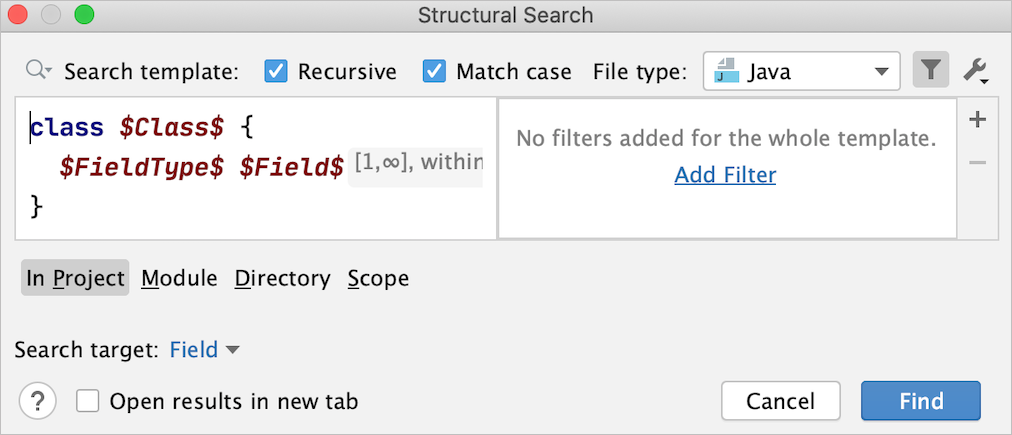 Structural Search
Search template: Recursive Match case File type: Java
class $Class$ {
$FieldType$ $Field$ [1,∞], within
}
No filters added for the whole template.
Add Filter
In Project Module Directory Scope
Search target: Field
? Open results in new tab Cancel Find